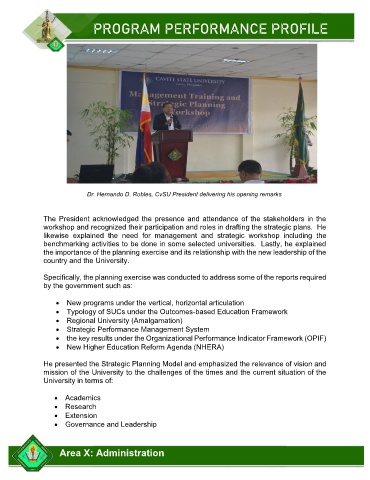 PROGRAM PERFORMANCE PROFILE
CAVITE STATE UNIVERSITY
Management Training and
Strategic Planning
Workshop
Dr. Hernando D. Robles, CvSU President delivering his opening remarks
The President acknowledged the presence and attendance of the stakeholders in the
workshop and recognized their participation and roles in drafting the strategic plans. He
likewise explained the need for management and strategic workshop including the
benchmarking activities to be done in some selected universities. Lastly, he explained
the importance of the planning exercise and its relationship with the new leadership of the
country and the University.
Specifically, the planning exercise was conducted to address some of the reports required
by the government such as:
• New programs under the vertical, horizontal articulation
• Typology of SUCs under the Outcomes-based Education Framework
• Regional University (Amalgamation)
• Strategic Performance Management System
• the key results under the Organizational Performance Indicator Framework (OPIF)
• New Higher Education Reform Agenda (NHERA)
He presented the Strategic Planning Model and emphasized the relevance of vision and
mission of the University to the challenges of the times and the current situation of the
University in terms of:
• Academics
• Research
• Extension
• Governance and Leadership
Area X: Administration